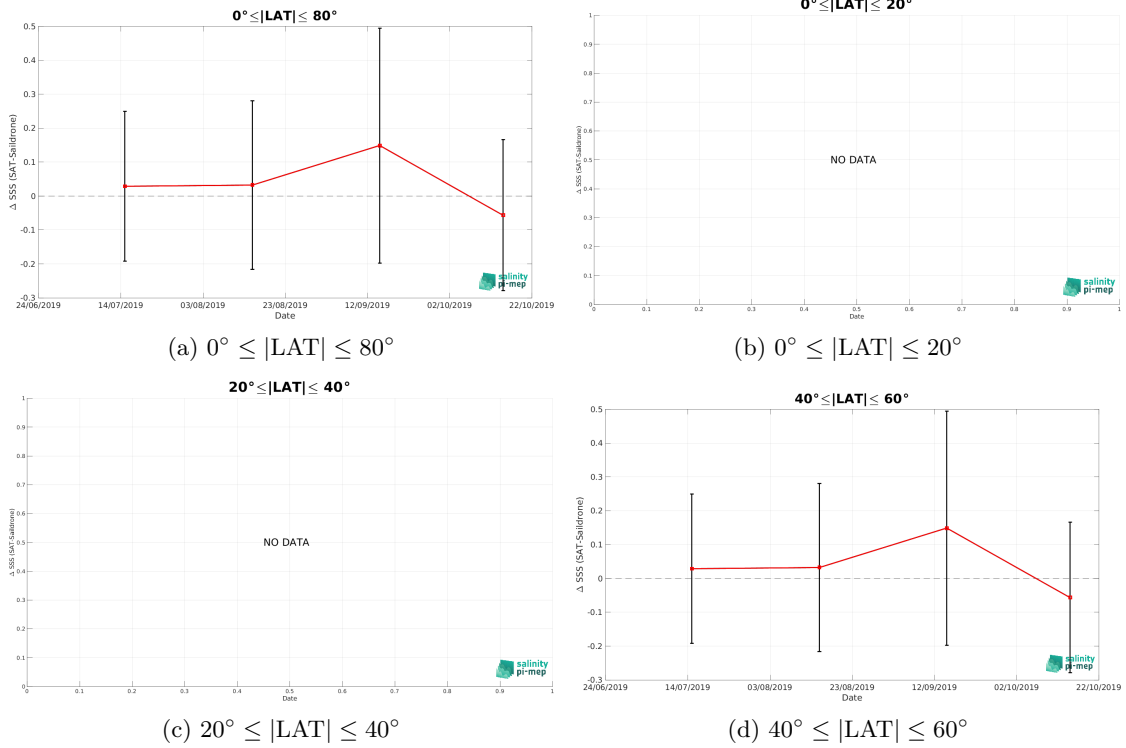 0°≤|LAT|≤ 80°
Δ SSS (SAT-Saildrone)
0.5
0.4
0.3
0.2
0.1
0
-0.1
-0.2
-0.3
24/06/2019 14/07/2019 03/08/2019 23/08/2019 12/09/2019 02/10/2019 22/10/2019
Date
salinity
pi-mep
(a) 0° ≤ |LAT| ≤ 80°
0°≤|LAT|≤ 20°
Δ SSS (SAT-Saildrone)
1
0.9
0.8
0.7
0.6
0.5
0.4
0.3
0.2
0.1
0
NO DATA
0 0.1 0.2 0.3 0.4 0.5 0.6 0.7 0.8 0.9 1
Date
salinity
pi-mep
(b) 0° ≤ |LAT| ≤ 20°
20°≤|LAT|≤ 40°
Δ SSS (SAT-Saildrone)
1
0.9
0.8
0.7
0.6
0.5
0.4
0.3
0.2
0.1
0
NO DATA
0 0.1 0.2 0.3 0.4 0.5 0.6 0.7 0.8 0.9 1
Date
salinity
pi-mep
(c) 20° ≤ |LAT| ≤ 40°
40°≤|LAT|≤ 60°
Δ SSS (SAT-Saildrone)
0.5
0.4
0.3
0.2
0.1
0
-0.1
-0.2
-0.3
24/06/2019 14/07/2019 03/08/2019 23/08/2019 12/09/2019 02/10/2019 22/10/2019
Date
salinity
pi-mep
(d) 40° ≤ |LAT| ≤ 60°